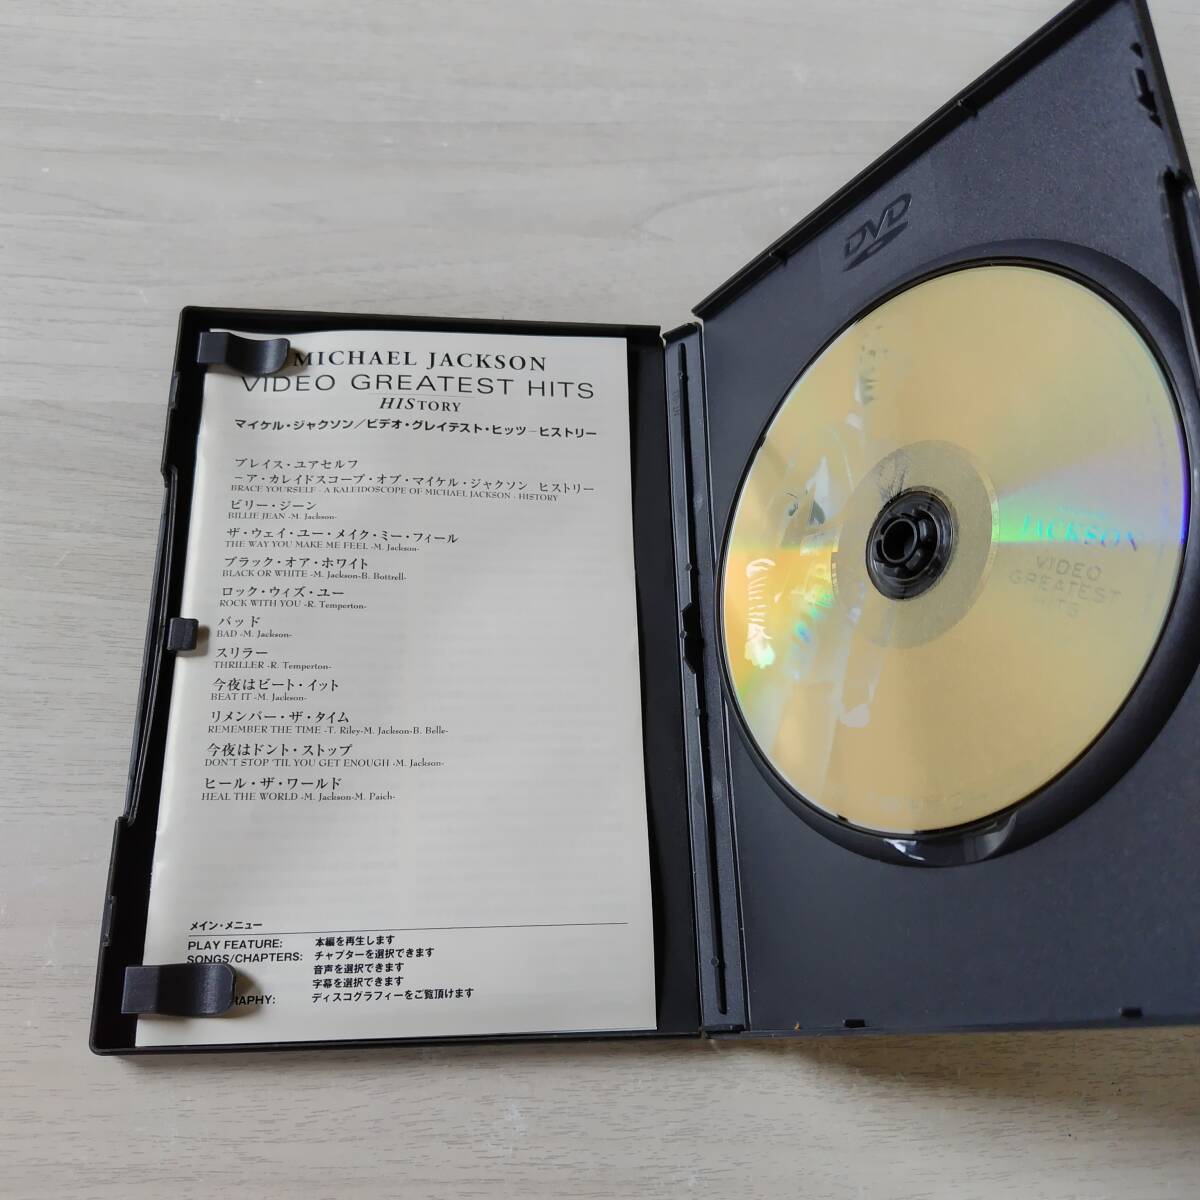 MICHAEL JACKSON
VIDEO GREATEST HITS
HISTORY
マイケル・ジャクソン／ビデオ・グレイテスト・ヒッツ－ヒストリー
ブレイス・ユアセルフ
－ア・カレイドスコープ・オブ・マイケル・ジャクソン ヒストリー
BRACE YOURSELF - A KALEIDOSCOPE OF MICHAEL JACKSON : HISTORY
ビリー・ジーン
BILLIE JEAN -M. Jackson-
ザ・ウェイ・ユー・メイク・ミー・フィール
THE WAY YOU MAKE ME FEEL -M. Jackson-
ブラック・オア・ホワイト
BLACK OR WHITE -M. Jackson-B. Bottrell-
ロック・ウィズ・ユー
ROCK WITH YOU -R. Temperton-
バッド
BAD -M. Jackson-
スリラー
THRILLER -R. Temperton-
今夜はビート・イット
BEAT IT -M. Jackson-
リメンバー・ザ・タイム
REMEMBER THE TIME -T. Riley-M. Jackson-B. Belle-
今夜はドント・ストップ
DON'T STOP 'TIL YOU GET ENOUGH -M. Jackson-
ヒール・ザ・ワールド
HEAL THE WORLD -M. Jackson-M. Paich-
メイン・メニュー
PLAY FEATURE: 本編を再生します
SONGS/CHAPTERS: チャプターを選択できます
音声を選択できます
字幕を選択できます
RAPHY: ディスコグラフィーをご覧頂けます
DVD
JACKSON
VIDEO
GREATEST
HITS